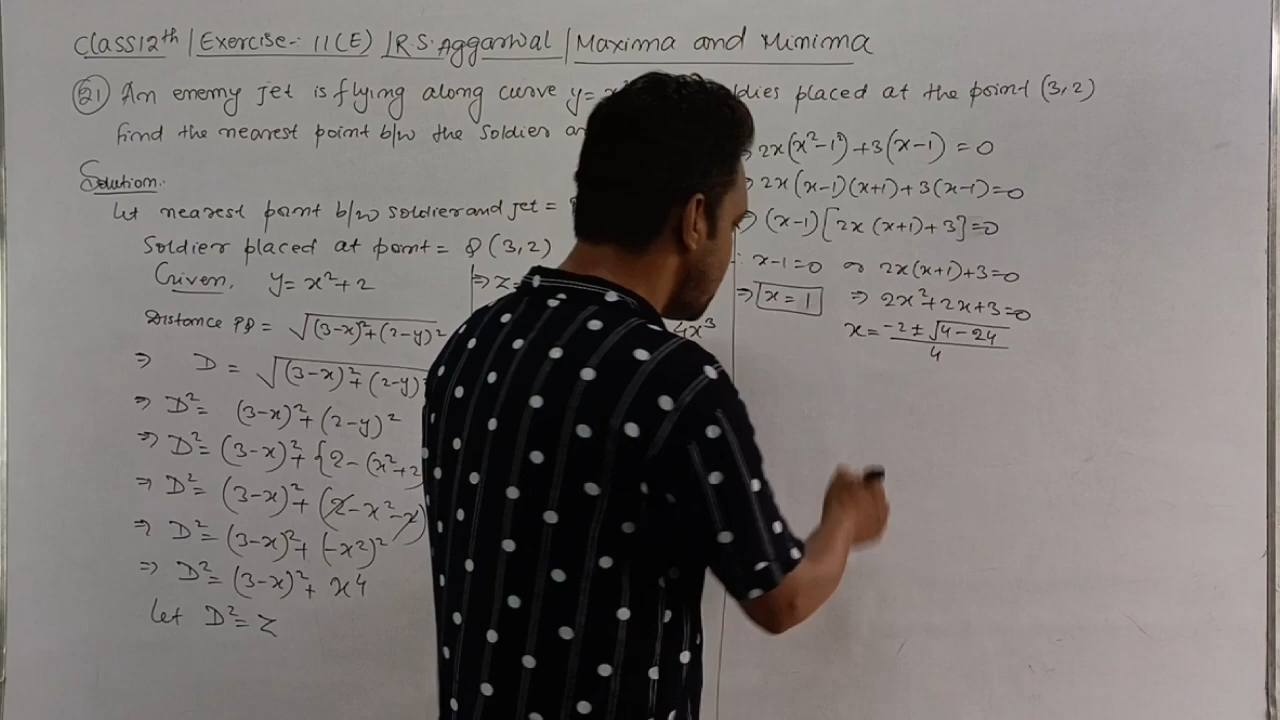 Class 12th | Exercise-: 11(E) | R.S. Aggarwal | Maxima and Minima
Q1) An enemy jet is flying along curve y= dies placed at the point (3,2)
find the nearest point b/w the soldier
Solution:
Let nearest point b/w soldier and jet =
Soldier placed at point = Q (3,2)
Given, y = x²+2
Distance PQ = √(3-x)²+(2-y)²
⇒ D = √(3-x)²+(2-y)
⇒ D² = (3-x)²+(2-y)²
⇒ D² = (3-x)²+{2-(x²+2
⇒ D² = (3-x)²+(2-x²-2)
⇒ D² = (3-x)²+(-x²)²
⇒ D² = (3-x)²+x4
Let D² = z
⇒ z
4x³
⇒ 2x(x²-1²)+3(x-1) = 0
⇒ 2x(x-1)(x+1)+3(x-1)=0
⇒ (x-1)[2x(x+1)+3]=0
x-1=0 or 2x(x+1)+3=0
⇒ x = 1 ⇒ 2x²+2x+3=0
x = -2±√4-24
4